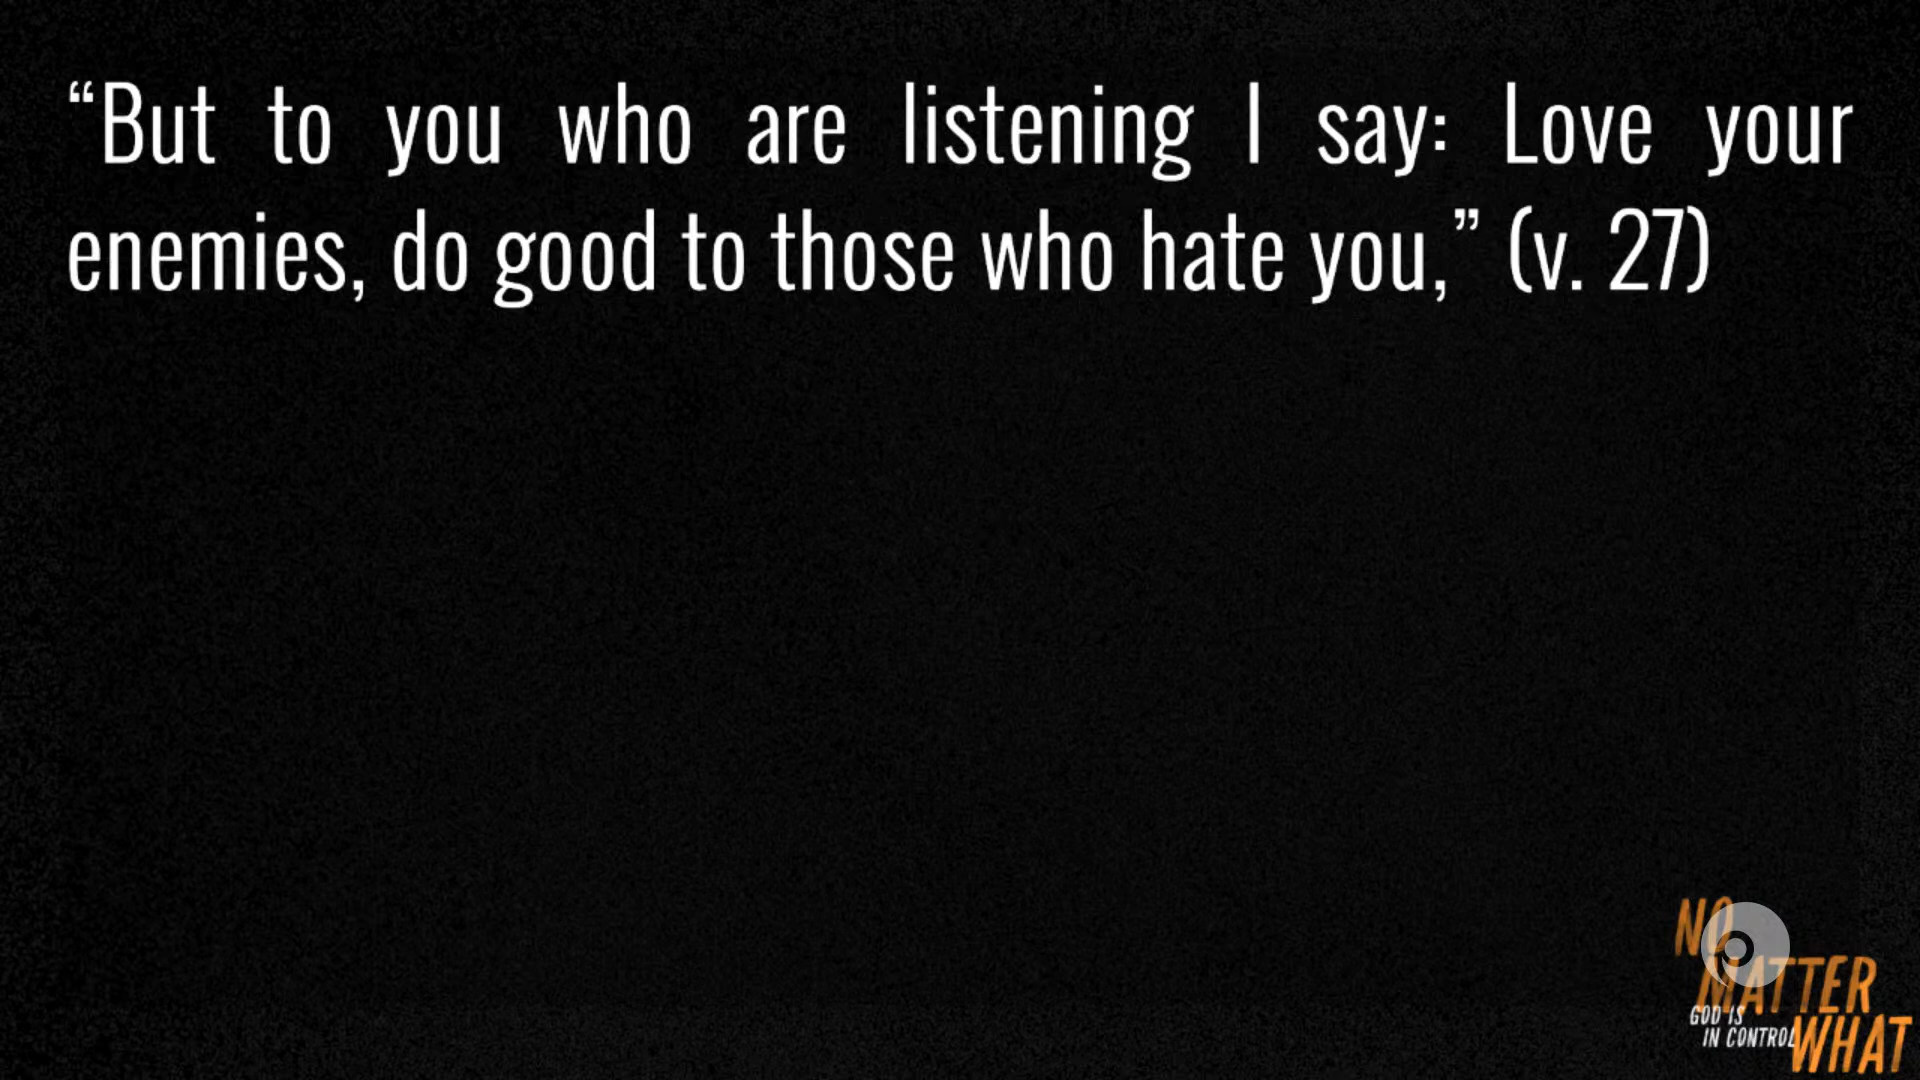 “But to you who are listening I say: Love your
enemies, do good to those who hate you,” (v. 27)
NO
MATTER
GOD IS
IN CONTROL
WHAT